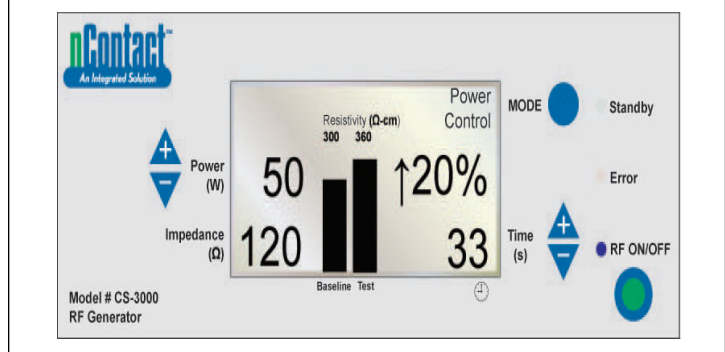 nContact™
An Integrated Solution
Power
Control
Resistivity (Ω-cm)
300 360
MODE
Standby
+
−
Power
(W)
50
↑20%
Error
Impedance
(Ω)
120
33
Time
(s)
+
−
RF ON/OFF
Baseline Test
Model # CS-3000
RF Generator